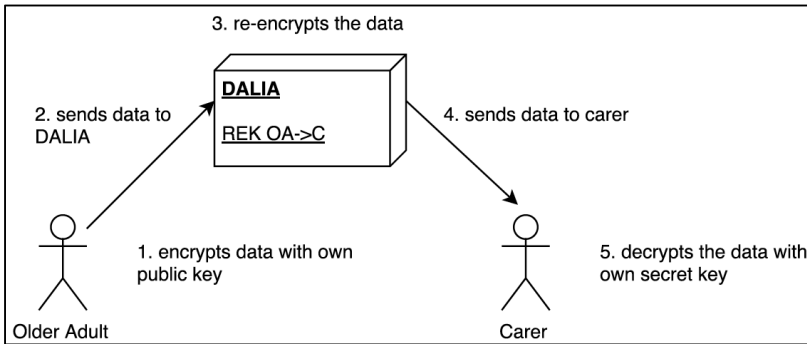 3. re-encrypts the data
DALIA
REK OA->C
2. sends data to
DALIA
4. sends data to carer
1. encrypts data with own
public key
5. decrypts the data with
own secret key
Older Adult
Carer